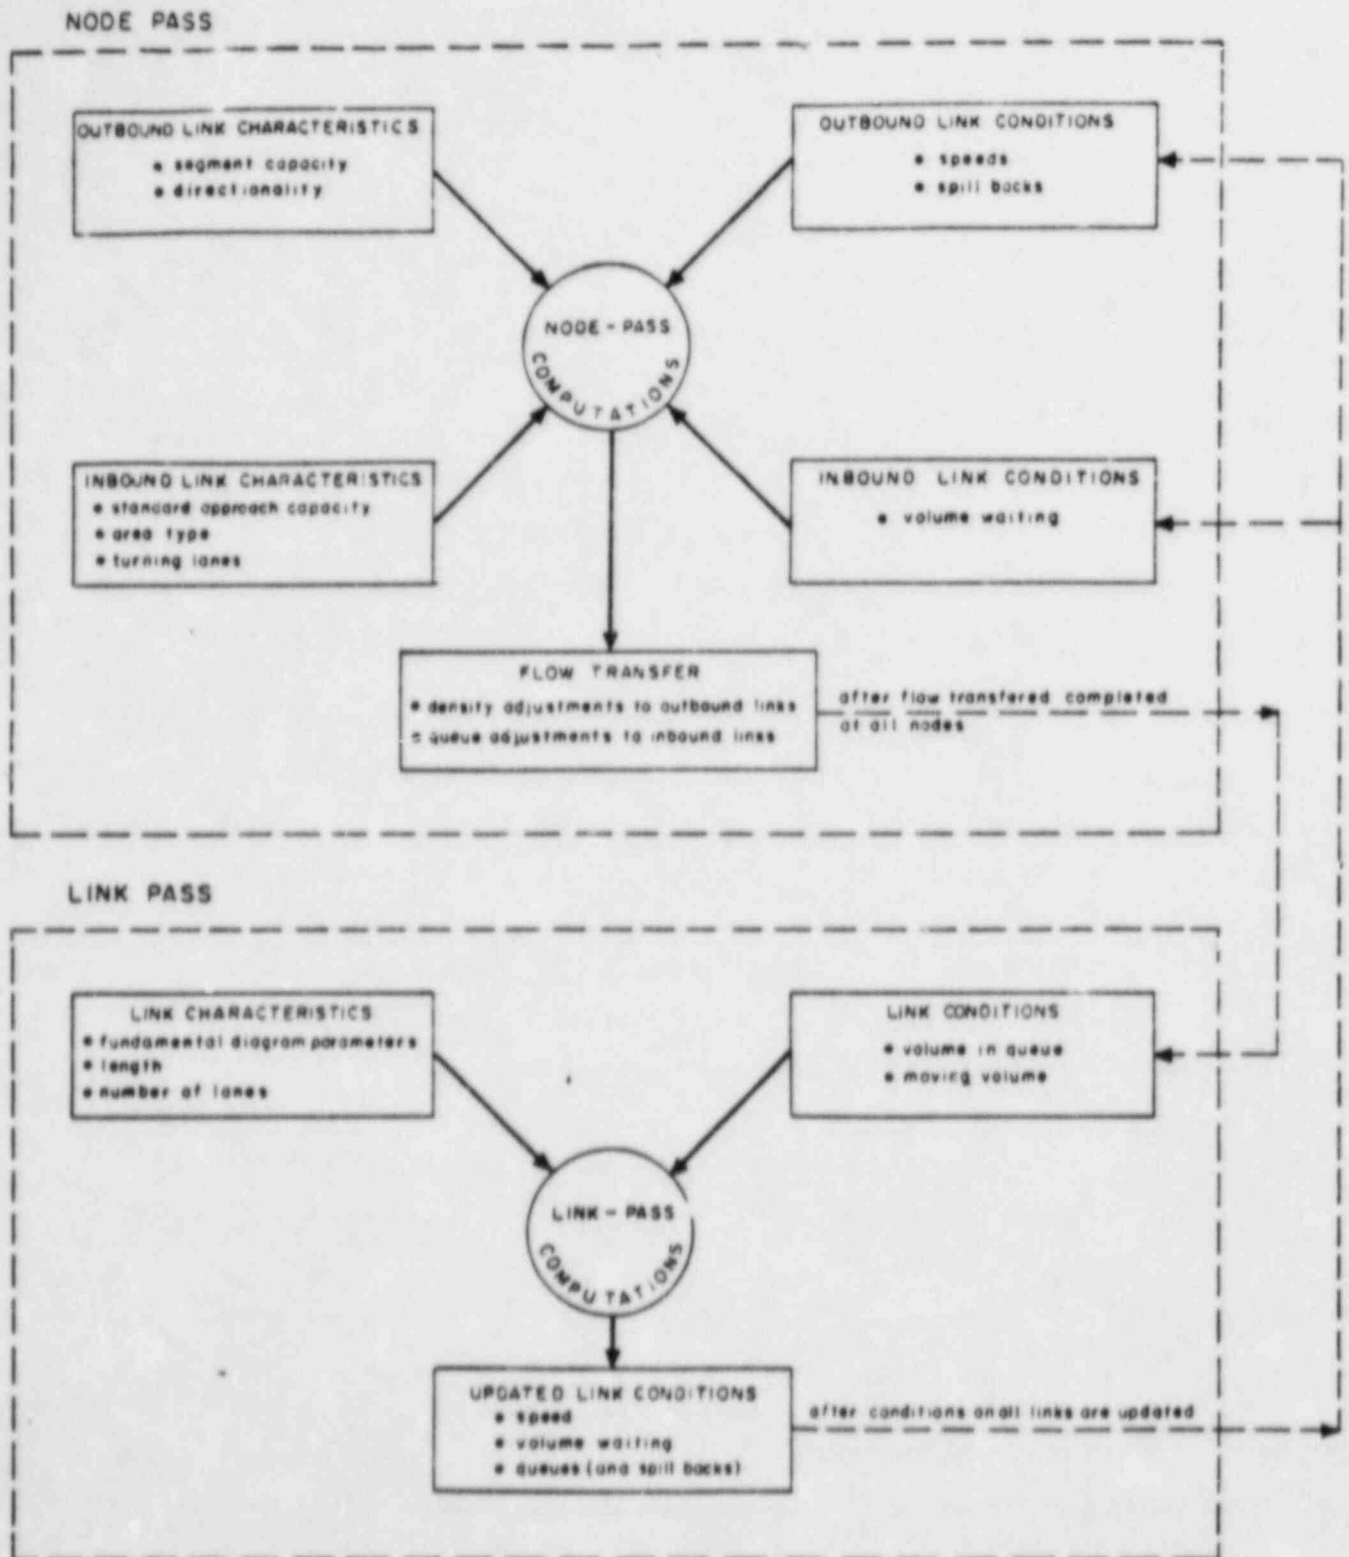 NODE PASS
OUTBOUND LINK CHARACTERISTICS
• segment capacity
• directionality
OUTBOUND LINK CONDITIONS
• speeds
• spill backs
NODE-PASS
COMPUTATIONS
INBOUND LINK CHARACTERISTICS
• standard approach capacity
• area type
• turning lanes
INBOUND LINK CONDITIONS
• volume waiting
FLOW TRANSFER
• density adjustments to outbound links
• queue adjustments to inbound links
after flow transfered completed
at all nodes
LINK PASS
LINK CHARACTERISTICS
• fundamental diagram parameters
• length
• number of lanes
LINK CONDITIONS
• volume in queue
• moving volume
LINK-PASS
COMPUTATIONS
UPDATED LINK CONDITIONS
• speed
• volume waiting
• queues (and spill backs)
after conditions on all links are updated